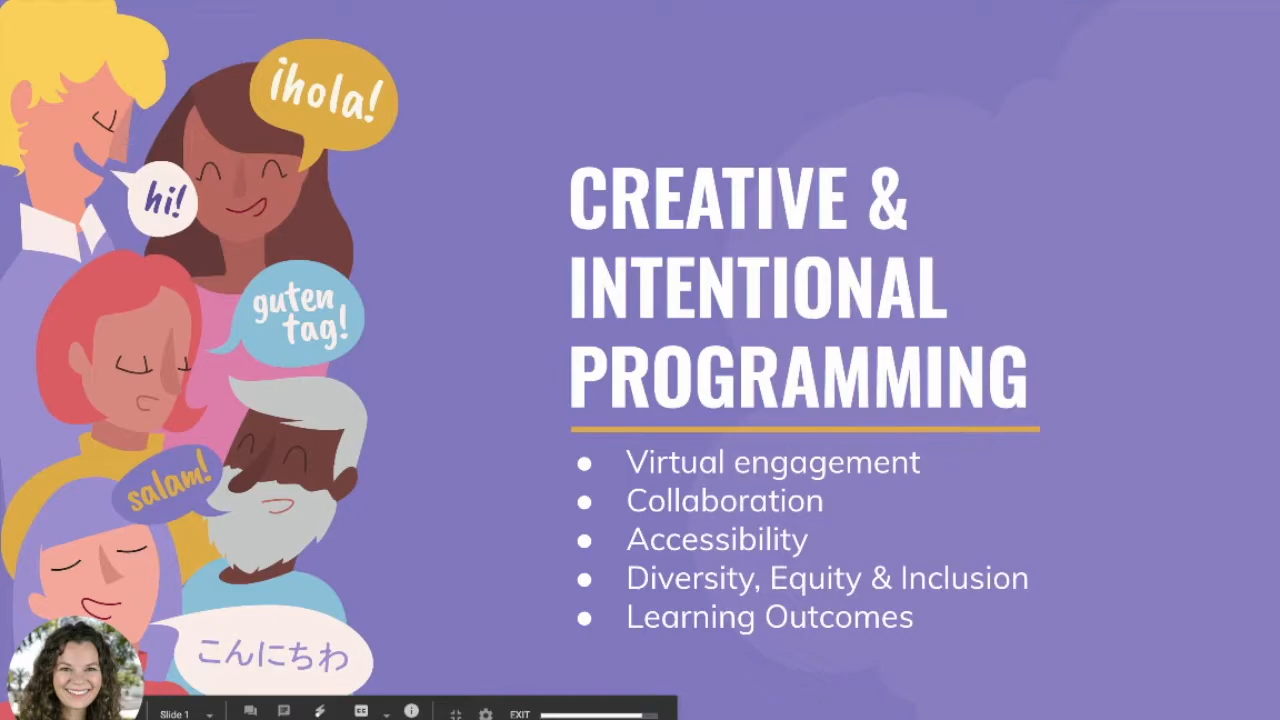 ¡hola!
hi!
guten
tag!
salam!
こんにちわ
CREATIVE &
INTENTIONAL
PROGRAMMING
● Virtual engagement
● Collaboration
● Accessibility
● Diversity, Equity & Inclusion
● Learning Outcomes
Slide 1
EXIT